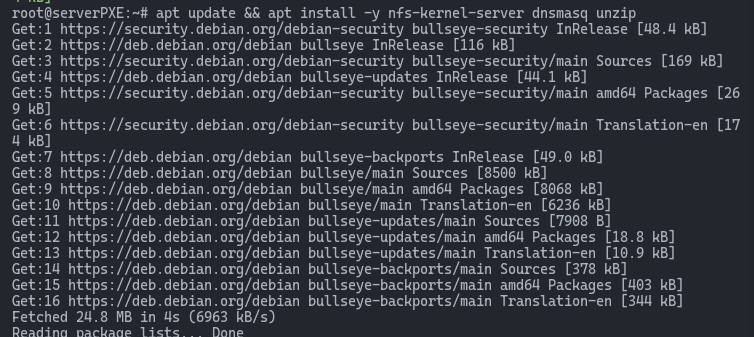 root@serverPXE:~# apt update && apt install -y nfs-kernel-server dnsmasq unzip
Get:1 https://security.debian.org/debian-security bullseye-security InRelease [48.4 kB]
Get:2 https://deb.debian.org/debian bullseye InRelease [116 kB]
Get:3 https://security.debian.org/debian-security bullseye-security/main Sources [169 kB]
Get:4 https://deb.debian.org/debian bullseye-updates InRelease [44.1 kB]
Get:5 https://security.debian.org/debian-security bullseye-security/main amd64 Packages [26
9 kB]
Get:6 https://security.debian.org/debian-security bullseye-security/main Translation-en [17
4 kB]
Get:7 https://deb.debian.org/debian bullseye-backports InRelease [49.0 kB]
Get:8 https://deb.debian.org/debian bullseye/main Sources [8500 kB]
Get:9 https://deb.debian.org/debian bullseye/main amd64 Packages [8068 kB]
Get:10 https://deb.debian.org/debian bullseye/main Translation-en [6236 kB]
Get:11 https://deb.debian.org/debian bullseye-updates/main Sources [7908 B]
Get:12 https://deb.debian.org/debian bullseye-updates/main amd64 Packages [18.8 kB]
Get:13 https://deb.debian.org/debian bullseye-updates/main Translation-en [10.9 kB]
Get:14 https://deb.debian.org/debian bullseye-backports/main Sources [378 kB]
Get:15 https://deb.debian.org/debian bullseye-backports/main amd64 Packages [403 kB]
Get:16 https://deb.debian.org/debian bullseye-backports/main Translation-en [344 kB]
Fetched 24.8 MB in 4s (6963 kB/s)
Reading package lists... Done